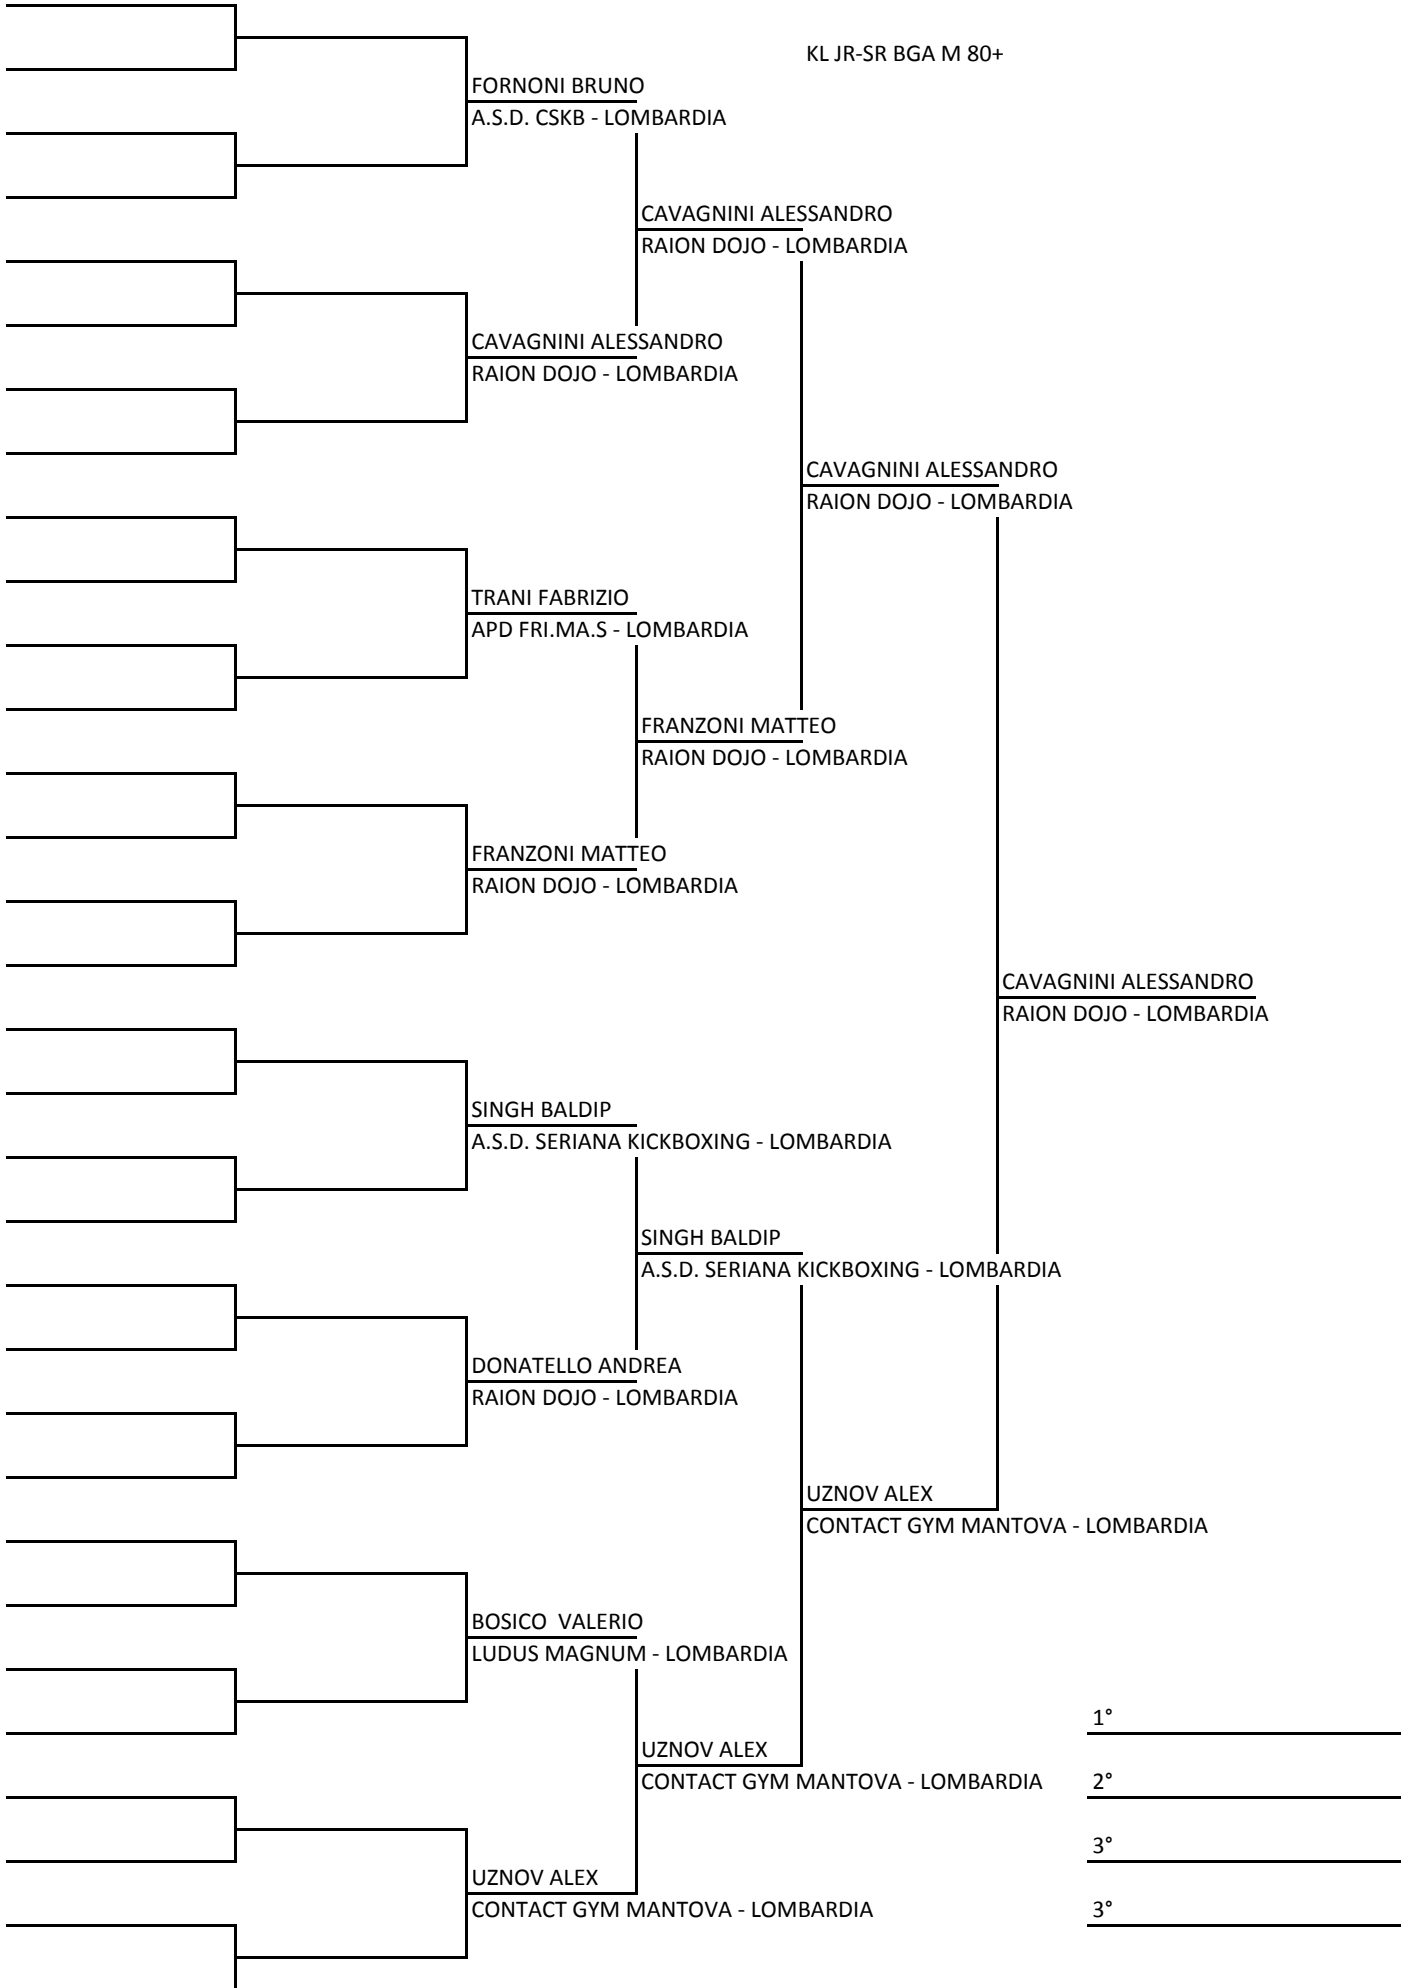 KL JR-SR BGA M 80+
FORNONI BRUNO
A.S.D. CSKB - LOMBARDIA
CAVAGNINI ALESSANDRO
RAION DOJO - LOMBARDIA
CAVAGNINI ALESSANDRO
RAION DOJO - LOMBARDIA
CAVAGNINI ALESSANDRO
RAION DOJO - LOMBARDIA
TRANI FABRIZIO
APD FRI.MA.S - LOMBARDIA
FRANZONI MATTEO
RAION DOJO - LOMBARDIA
FRANZONI MATTEO
RAION DOJO - LOMBARDIA
CAVAGNINI ALESSANDRO
RAION DOJO - LOMBARDIA
SINGH BALDIP
A.S.D. SERIANA KICKBOXING - LOMBARDIA
SINGH BALDIP
A.S.D. SERIANA KICKBOXING - LOMBARDIA
DONATELLO ANDREA
RAION DOJO - LOMBARDIA
UZNOV ALEX
CONTACT GYM MANTOVA - LOMBARDIA
BOSICO  VALERIO
LUDUS MAGNUM - LOMBARDIA
1°
UZNOV ALEX
CONTACT GYM MANTOVA - LOMBARDIA
2°
3°
UZNOV ALEX
CONTACT GYM MANTOVA - LOMBARDIA
3°